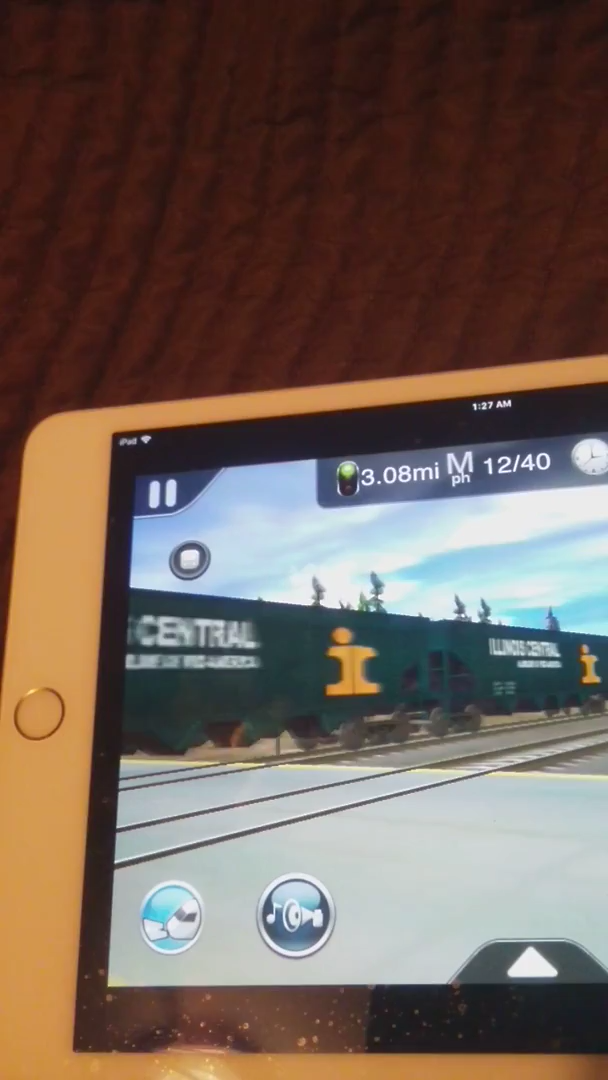 iPad
1:27 AM
3.08mi M ph 12/40
CENTRAL
ILLINOIS CENTRAL